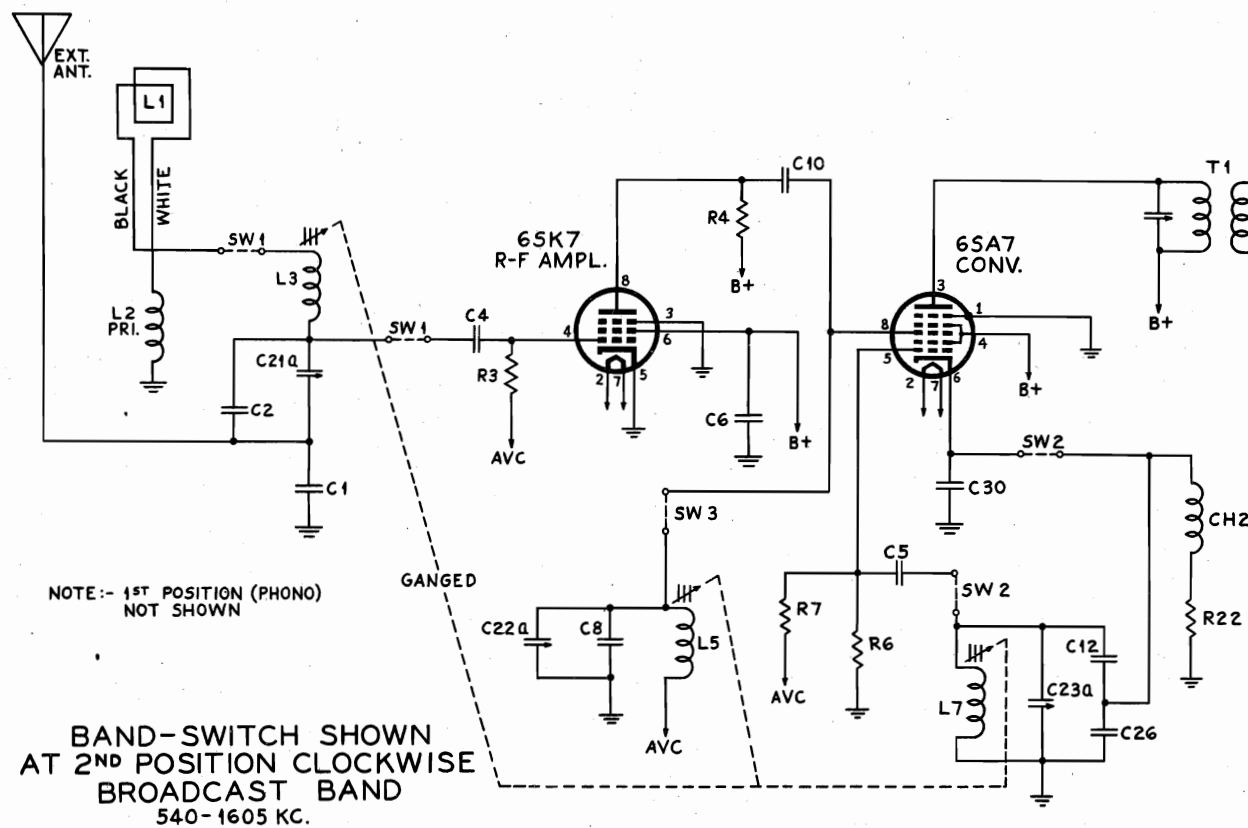 EXT.
ANT.
L1
BLACK
WHITE
SW1
L3
L2
PRI.
C21a
C2
C1
SW1
C4
R3
AVC
6SK7
R-F AMPL.
8
4
3
6
2
7
5
C6
B+
R4
B+
C10
6SA7
CONV.
3
1
8
5
4
2
7
6
B+
T1
B+
SW2
C30
CH2
R22
SW3
GANGED
C22a
C8
L5
AVC
C5
SW2
R7
R6
AVC
L7
C23a
C12
C26
NOTE:- 1ST POSITION (PHONO)
NOT SHOWN
BAND-SWITCH SHOWN
AT 2ND POSITION CLOCKWISE
BROADCAST BAND
540-1605 KC.